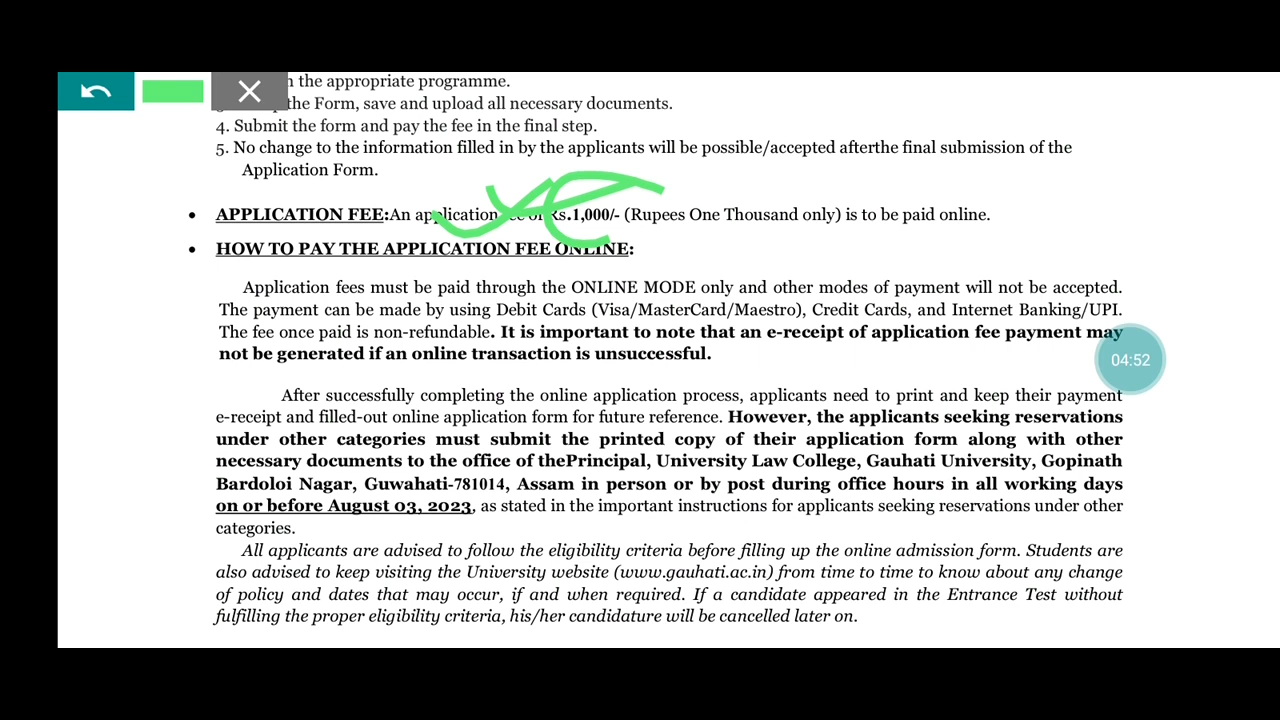 the appropriate programme.
the Form, save and upload all necessary documents.
4. Submit the form and pay the fee in the final step.
5. No change to the information filled in by the applicants will be possible/accepted afterthe final submission of the
Application Form.
• APPLICATION FEE:An application fee of Rs.1,000/- (Rupees One Thousand only) is to be paid online.
• HOW TO PAY THE APPLICATION FEE ONLINE:
Application fees must be paid through the ONLINE MODE only and other modes of payment will not be accepted.
The payment can be made by using Debit Cards (Visa/MasterCard/Maestro), Credit Cards, and Internet Banking/UPI.
The fee once paid is non-refundable. It is important to note that an e-receipt of application fee payment may
not be generated if an online transaction is unsuccessful.
04:52
After successfully completing the online application process, applicants need to print and keep their payment
e-receipt and filled-out online application form for future reference. However, the applicants seeking reservations
under other categories must submit the printed copy of their application form along with other
necessary documents to the office of thePrincipal, University Law College, Gauhati University, Gopinath
Bardoloi Nagar, Guwahati-781014, Assam in person or by post during office hours in all working days
on or before August 03, 2023, as stated in the important instructions for applicants seeking reservations under other
categories.
All applicants are advised to follow the eligibility criteria before filling up the online admission form. Students are
also advised to keep visiting the University website (www.gauhati.ac.in) from time to time to know about any change
of policy and dates that may occur, if and when required. If a candidate appeared in the Entrance Test without
fulfilling the proper eligibility criteria, his/her candidature will be cancelled later on.